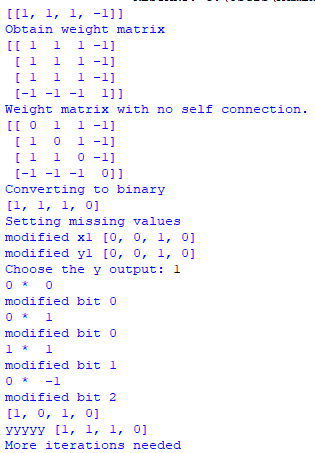 [[1, 1, 1, -1]]
Obtain weight matrix
[[ 1  1  1 -1]
 [ 1  1  1 -1]
 [ 1  1  1 -1]
 [-1 -1 -1  1]]
Weight matrix with no self connection.
[[ 0  1  1 -1]
 [ 1  0  1 -1]
 [ 1  1  0 -1]
 [-1 -1 -1  0]]
Converting to binary
[1, 1, 1, 0]
Setting missing values
modified x1 [0, 0, 1, 0]
modified y1 [0, 0, 1, 0]
Choose the y output: 1
0 *  0
modified bit 0
0 *  1
modified bit 0
1 *  1
modified bit 1
0 *  -1
modified bit 2
[1, 0, 1, 0]
yyyyy [1, 1, 1, 0]
More iterations needed